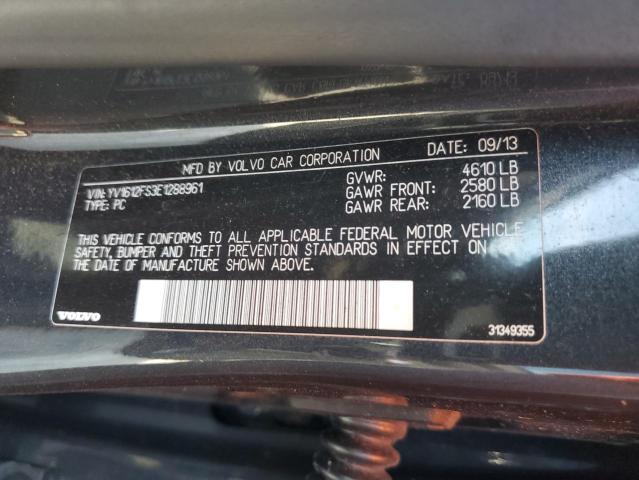 MFD BY VOLVO CAR CORPORATION DATE: 09/13
VIN: YV1612FS3E1288961
TYPE: PC
GVWR: 4610 LB
GAWR FRONT: 2580 LB
GAWR REAR: 2160 LB
THIS VEHICLE CONFORMS TO ALL APPLICABLE FEDERAL MOTOR VEHICLE
SAFETY, BUMPER AND THEFT PREVENTION STANDARDS IN EFFECT ON
THE DATE OF MANUFACTURE SHOWN ABOVE.
VOLVO 31349355